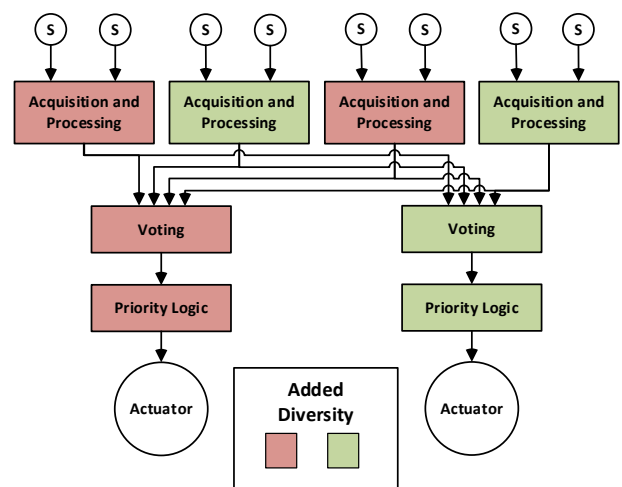 S S S S S S S S
Acquisition and Processing
Acquisition and Processing
Acquisition and Processing
Acquisition and Processing
Voting
Voting
Priority Logic
Priority Logic
Actuator
Actuator
Added
Diversity